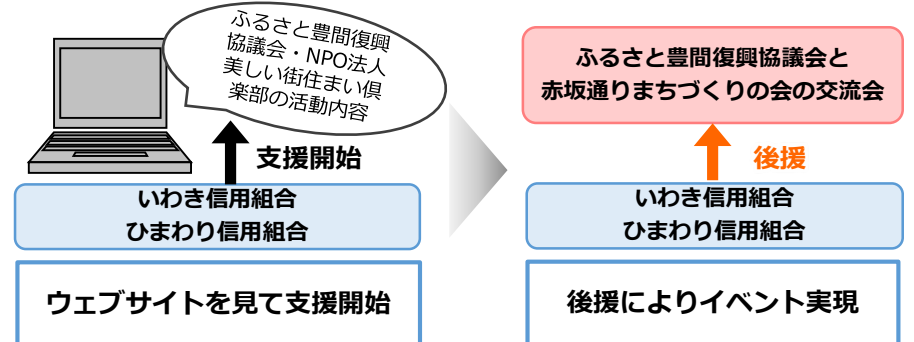 ふるさと豊間復興
協議会・NPO法人
美しい街住まい倶
楽部の活動内容
支援開始
いわき信用組合
ひまわり信用組合
ウェブサイトを見て支援開始
ふるさと豊間復興協議会と
赤坂通りまちづくりの会の交流会
後援
いわき信用組合
ひまわり信用組合
後援によりイベント実現